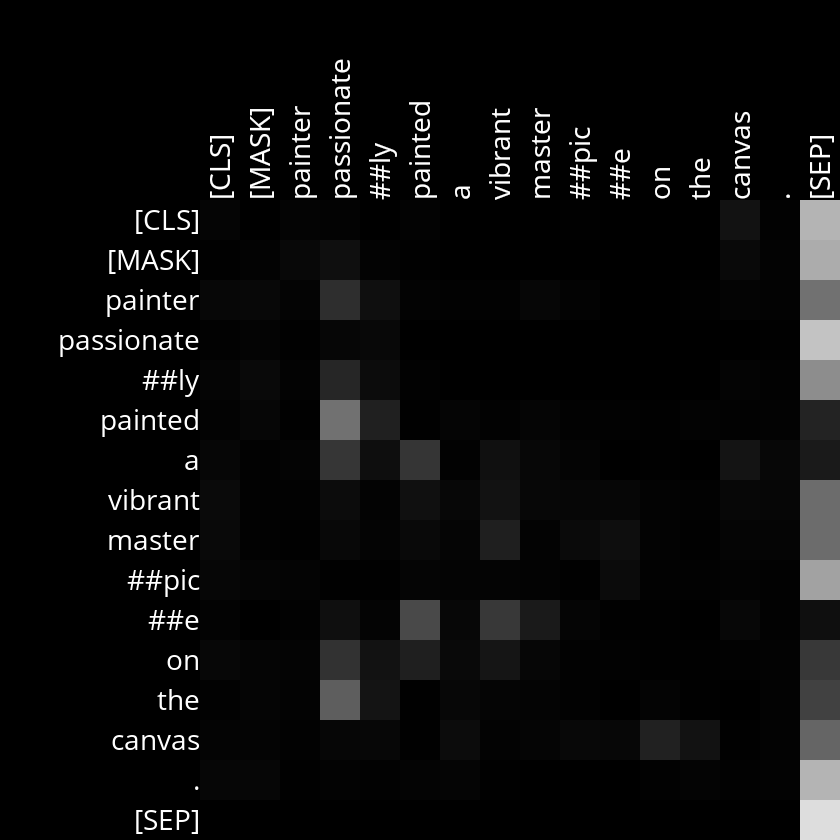 [CLS] [MASK] painter passionate ##ly painted a vibrant master ##pic ##e on the canvas . [SEP]
[CLS]
[MASK]
painter
passionate
##ly
painted
a
vibrant
master
##pic
##e
on
the
canvas
.
[SEP]